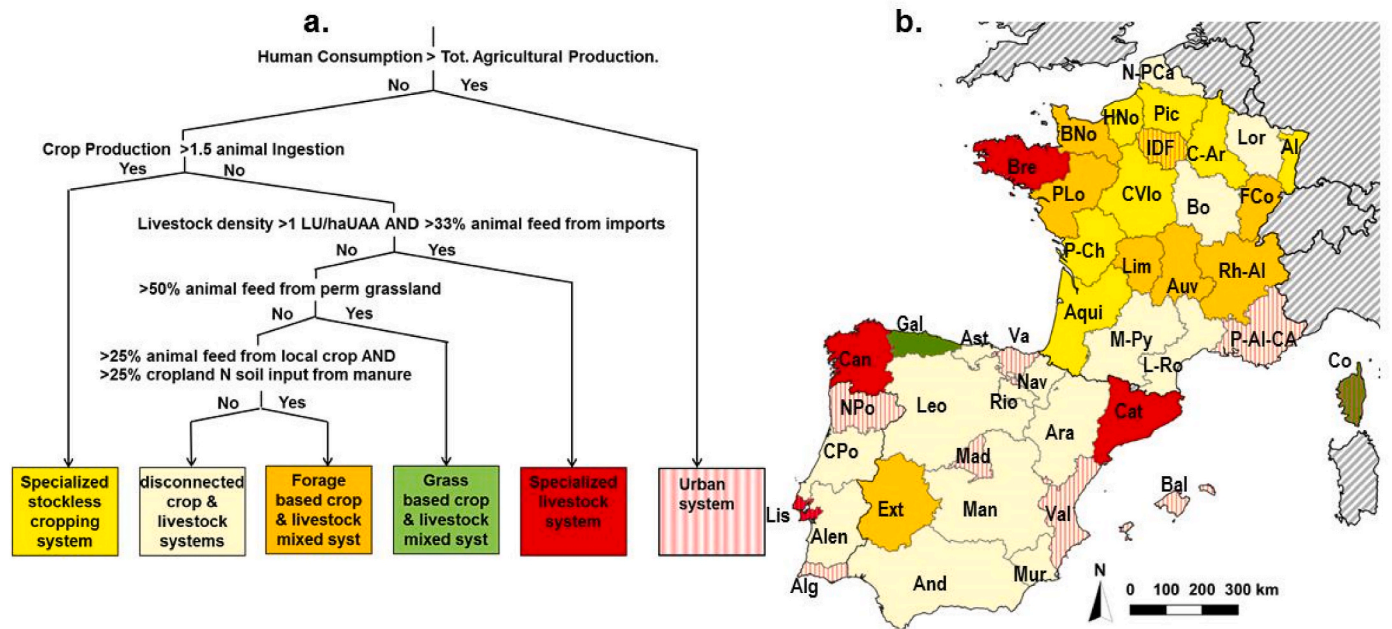 a.
Human Consumption > Tot. Agricultural Production.
No Yes
Crop Production >1.5 animal Ingestion
Yes No
Livestock density >1 LU/haUAA AND >33% animal feed from imports
No Yes
>50% animal feed from perm grassland
No Yes
>25% animal feed from local crop AND
>25% cropland N soil input from manure
No Yes
Specialized
stockless
cropping
system
disconnected
crop &
livestock
systems
Forage
based crop
& livestock
mixed syst
Grass
based crop
& livestock
mixed syst
Specialized
livestock
system
Urban
system
b.
N-PCa
HNo
Pic
BNo
IDF
C-Ar
Lor
Al
Bre
PLo
CVlo
Bo
FCo
P-Ch
Lim
Auv
Rh-Al
Aqui
M-Py
L-Ro
P-Al-CA
Co
Gal
Ast
Va
Can
Nav
NPo
Leo
Rio
Cat
CPo
Ara
Mad
Lis
Ext
Man
Val
Bal
Alen
Alg
And
Mur
N
0 100 200 300 km